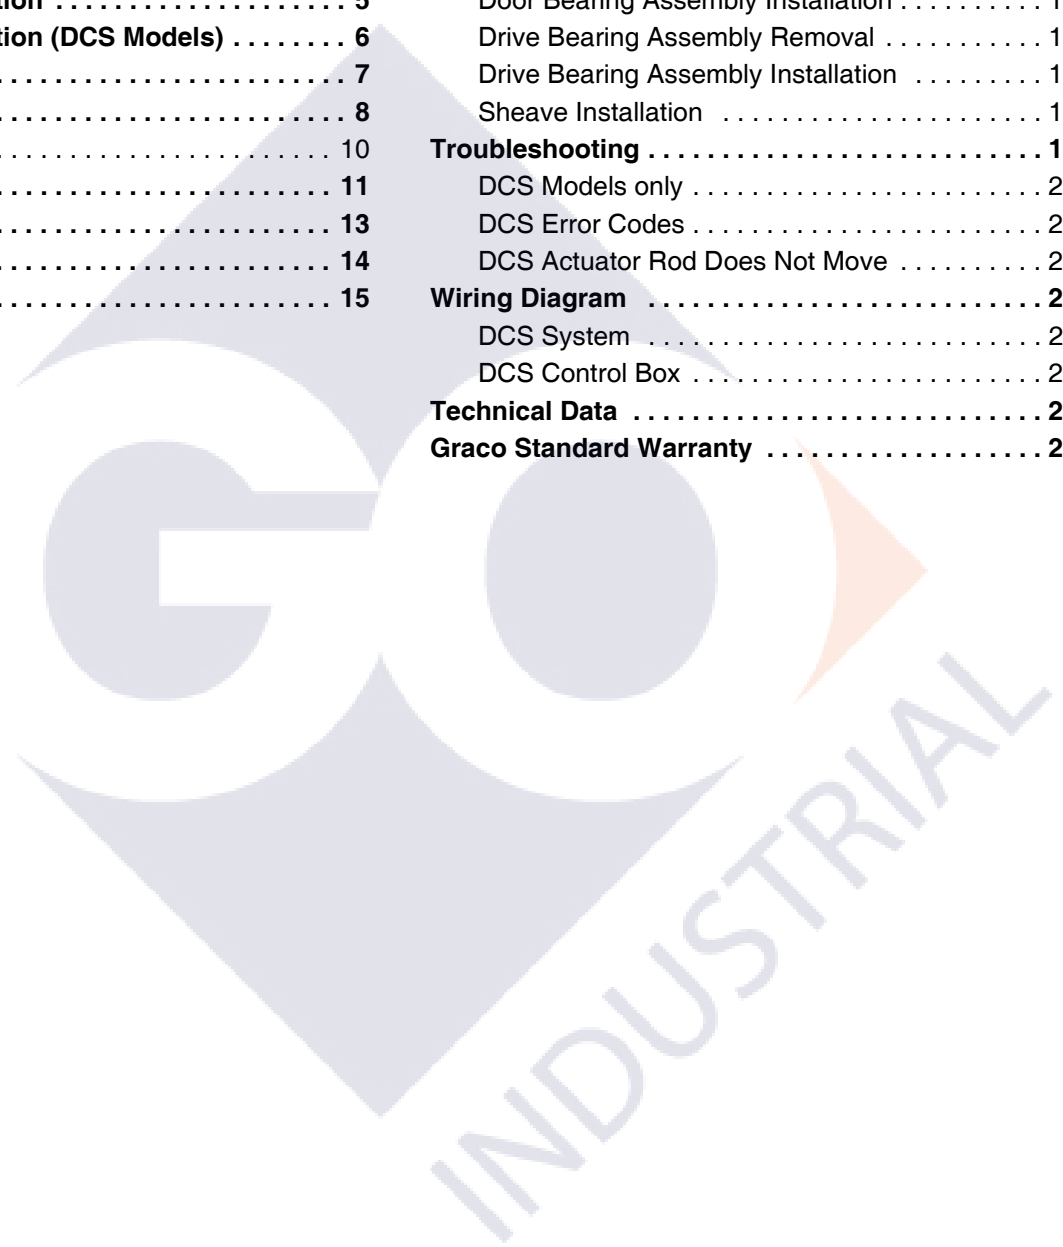 tion . . . . . . . . . . . . . . . . . . . . 5
tion (DCS Models) . . . . . . . . 6
. . . . . . . . . . . . . . . . . . . . . . . . 7
. . . . . . . . . . . . . . . . . . . . . . . . 8
. . . . . . . . . . . . . . . . . . . . . . . 10
. . . . . . . . . . . . . . . . . . . . . . . 11
. . . . . . . . . . . . . . . . . . . . . . . 13
. . . . . . . . . . . . . . . . . . . . . . . 14
. . . . . . . . . . . . . . . . . . . . . . . 15
Door Bearing Assembly Installation . . . . . . . . . . 1
Drive Bearing Assembly Removal . . . . . . . . . . . 1
Drive Bearing Assembly Installation . . . . . . . . . 1
Sheave Installation . . . . . . . . . . . . . . . . . . . . . . 1
Troubleshooting . . . . . . . . . . . . . . . . . . . . . . . . . . 1
DCS Models only . . . . . . . . . . . . . . . . . . . . . . . . 2
DCS Error Codes . . . . . . . . . . . . . . . . . . . . . . . . 2
DCS Actuator Rod Does Not Move . . . . . . . . . . 2
Wiring Diagram . . . . . . . . . . . . . . . . . . . . . . . . . . 2
DCS System . . . . . . . . . . . . . . . . . . . . . . . . . . . 2
DCS Control Box . . . . . . . . . . . . . . . . . . . . . . . . 2
Technical Data . . . . . . . . . . . . . . . . . . . . . . . . . . . 2
Graco Standard Warranty . . . . . . . . . . . . . . . . . . . 2
GO
INDUSTRIAL